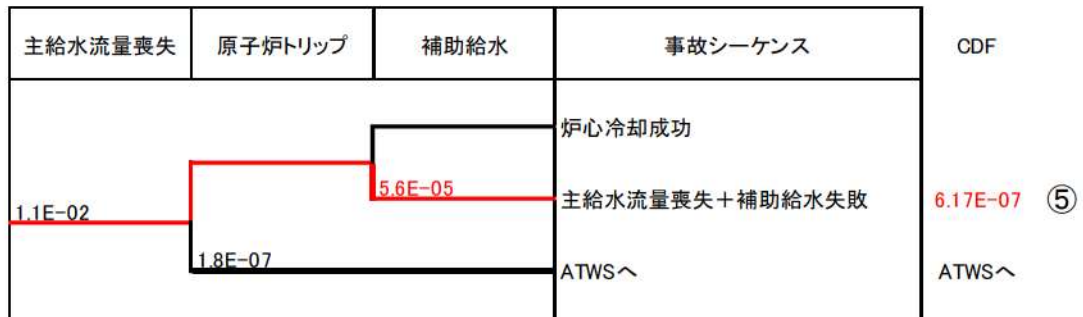 主給水流量喪失 原子炉トリップ 補助給水 事故シーケンス CDF
炉心冷却成功
5.6E-05
主給水流量喪失+補助給水失敗 6.17E-07 ⑤
1.1E-02
1.8E-07
ATWSへ ATWSへ